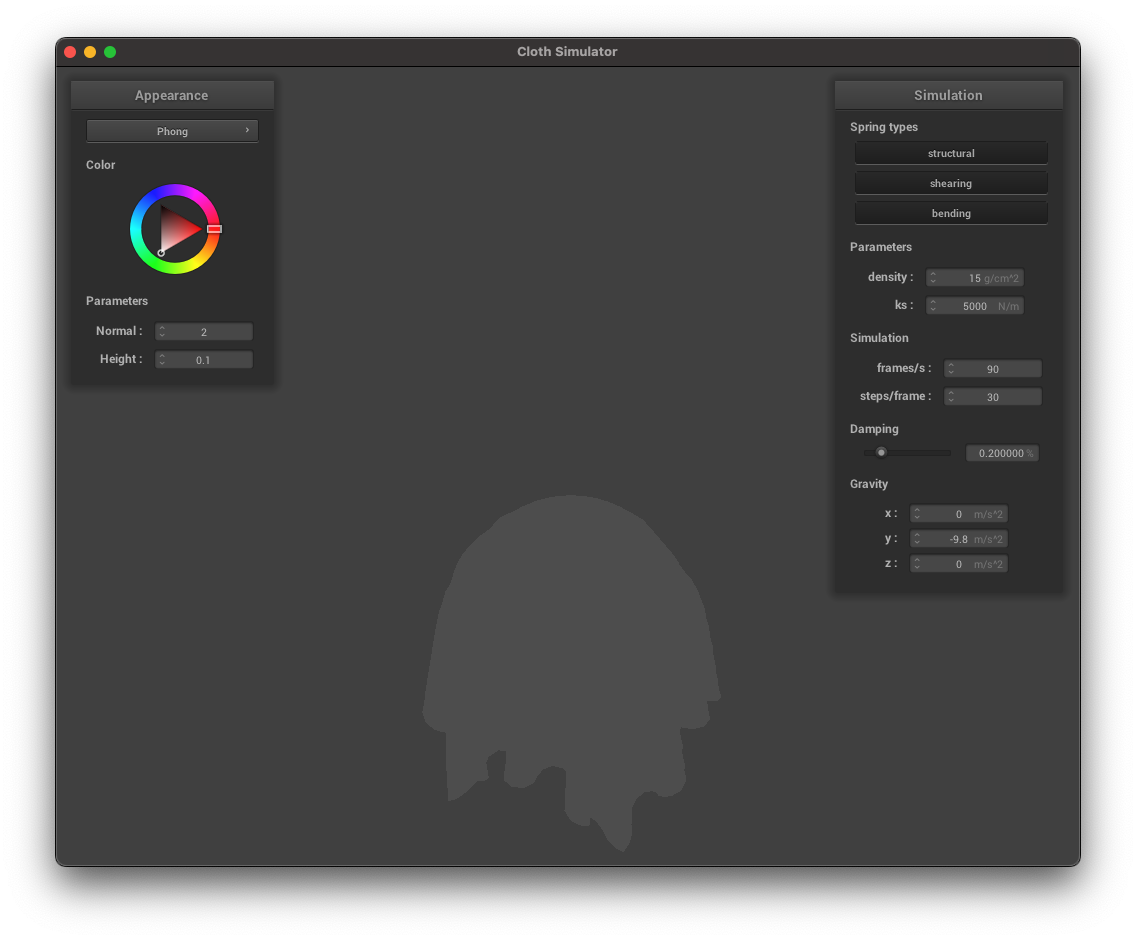 Cloth Simulator
Appearance
Phong ›
Color
Parameters
Normal : 2
Height : 0.1
Simulation
Spring types
structural
shearing
bending
Parameters
density : 15 g/cm^2
ks : 5000 N/m
Simulation
frames/s : 90
steps/frame : 30
Damping
0.200000 %
Gravity
x : 0 m/s^2
y : -9.8 m/s^2
z : 0 m/s^2